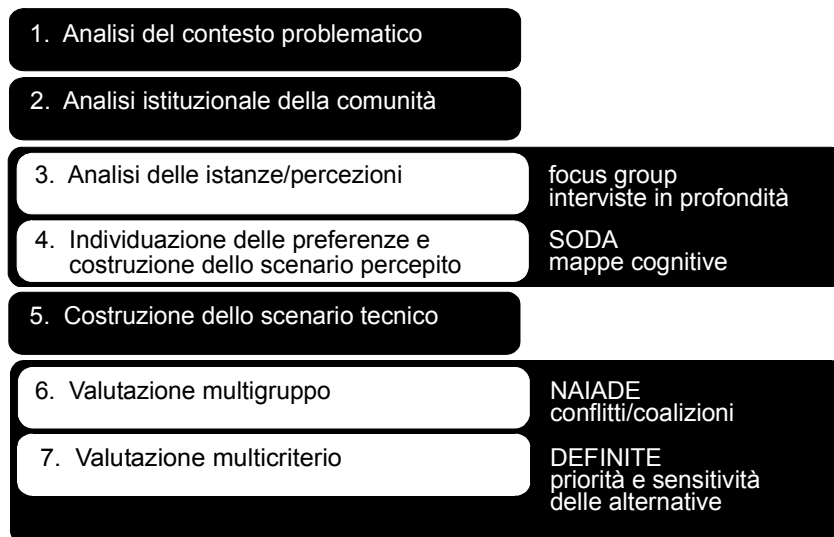 1. Analisi del contesto problematico
2. Analisi istituzionale della comunità
3. Analisi delle istanze/percezioni
focus group
interviste in profondità
4. Individuazione delle preferenze e
costruzione dello scenario percepito
SODA
mappe cognitive
5. Costruzione dello scenario tecnico
6. Valutazione multigruppo
NAIADE
conflitti/coalizioni
7. Valutazione multicriterio
DEFINITE
priorità e sensitività
delle alternative